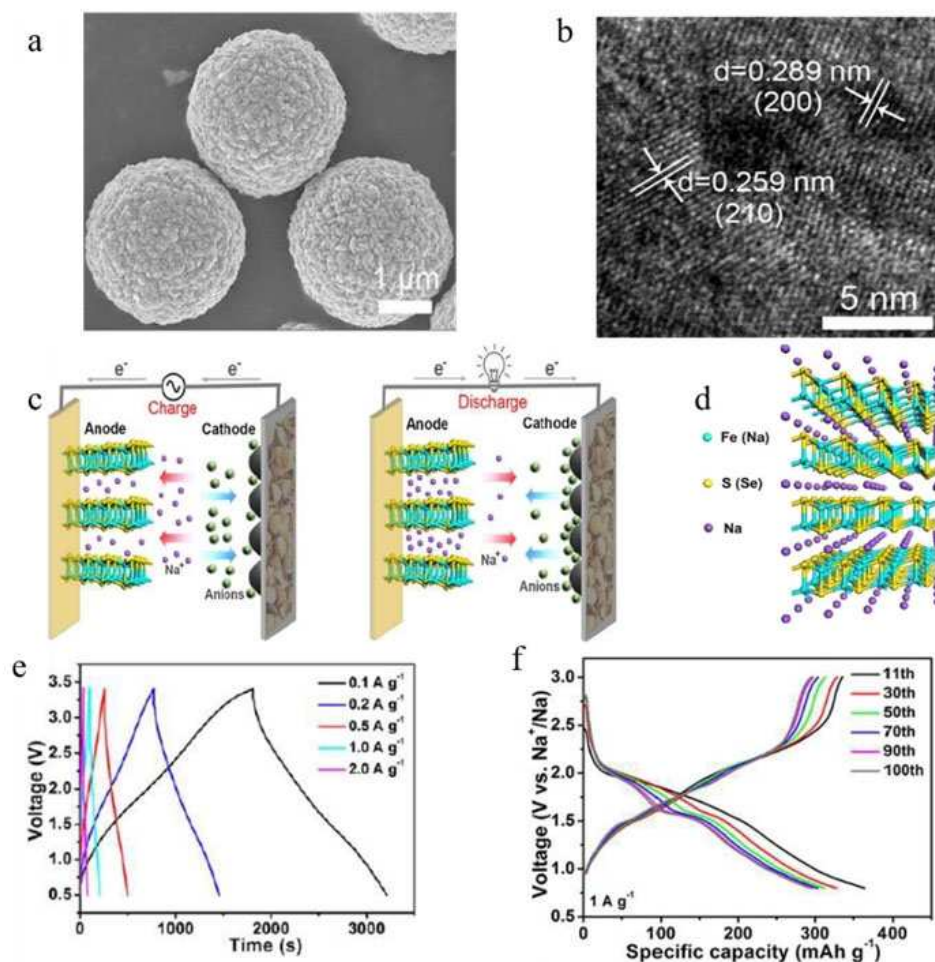 a
1 µm
b
d=0.289 nm
(200)
d=0.259 nm
(210)
5 nm
c
e⁻
e⁻
Charge
Anode
Cathode
Na⁺
Anions
e⁻
e⁻
Discharge
Anode
Cathode
Na⁺
Anions
d
Fe (Na)
S (Se)
Na
e
0.1 A g⁻¹
0.2 A g⁻¹
0.5 A g⁻¹
1.0 A g⁻¹
2.0 A g⁻¹
Voltage (V)
3.5
3.0
2.5
2.0
1.5
1.0
0.5
0 1000 2000 3000
Time (s)
f
11th
30th
50th
70th
90th
100th
Voltage (V vs. Na⁺/Na)
3.0
2.5
2.0
1.5
1.0
0.5
1 A g⁻¹
0 100 200 300 400
Specific capacity (mAh g⁻¹)